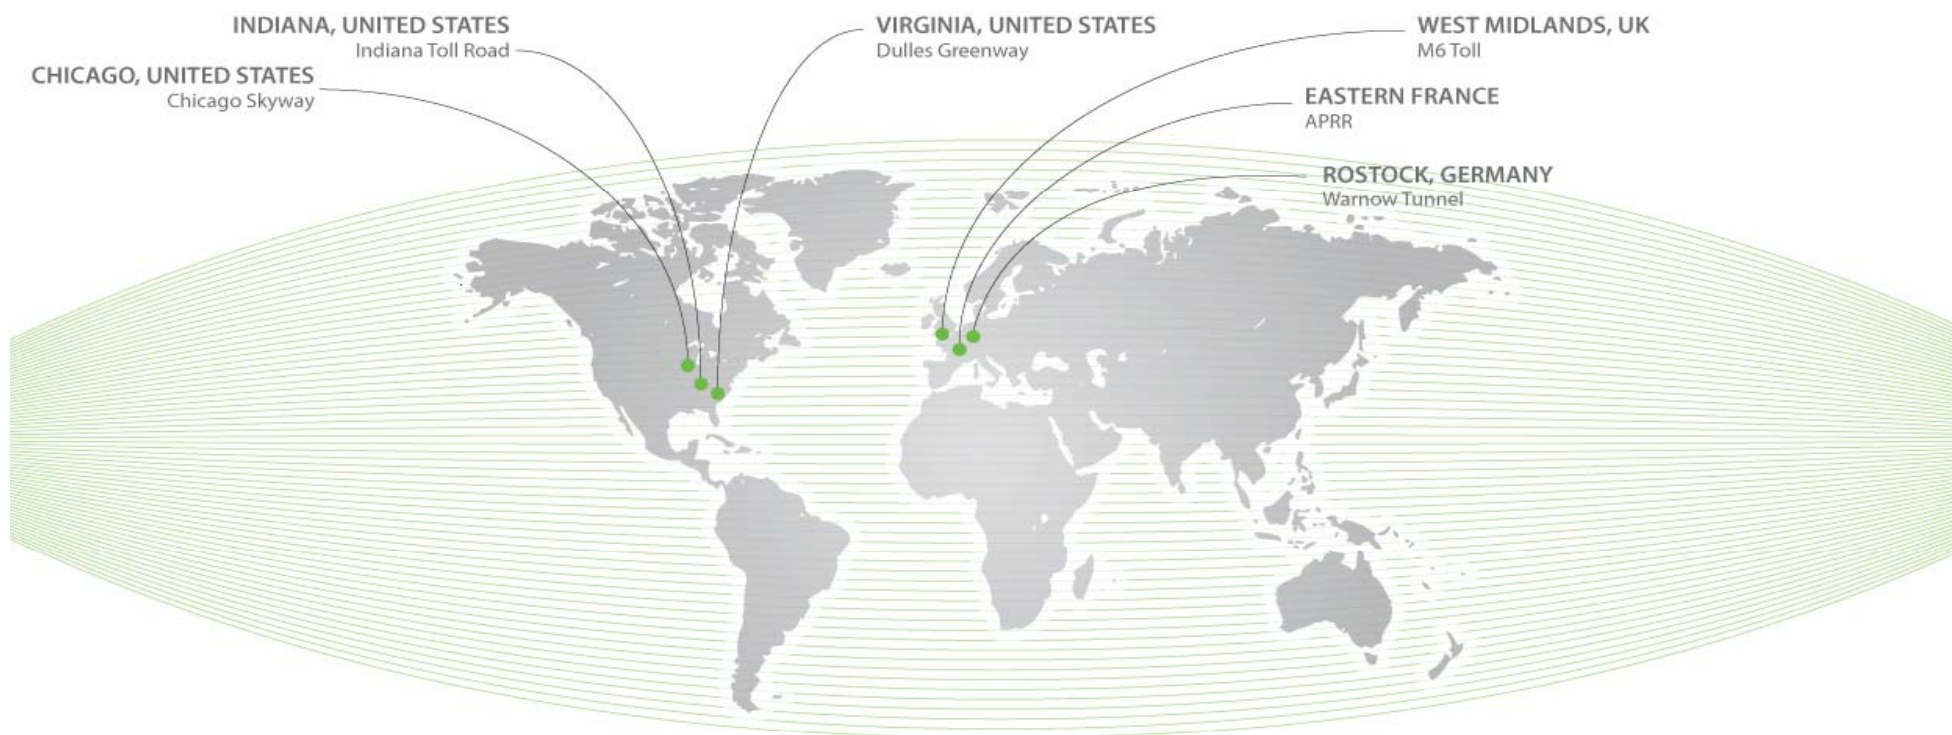 INDIANA, UNITED STATES
Indiana Toll Road
CHICAGO, UNITED STATES
Chicago Skyway
VIRGINIA, UNITED STATES
Dulles Greenway
WEST MIDLANDS, UK
M6 Toll
EASTERN FRANCE
APRR
ROSTOCK, GERMANY
Warnow Tunnel